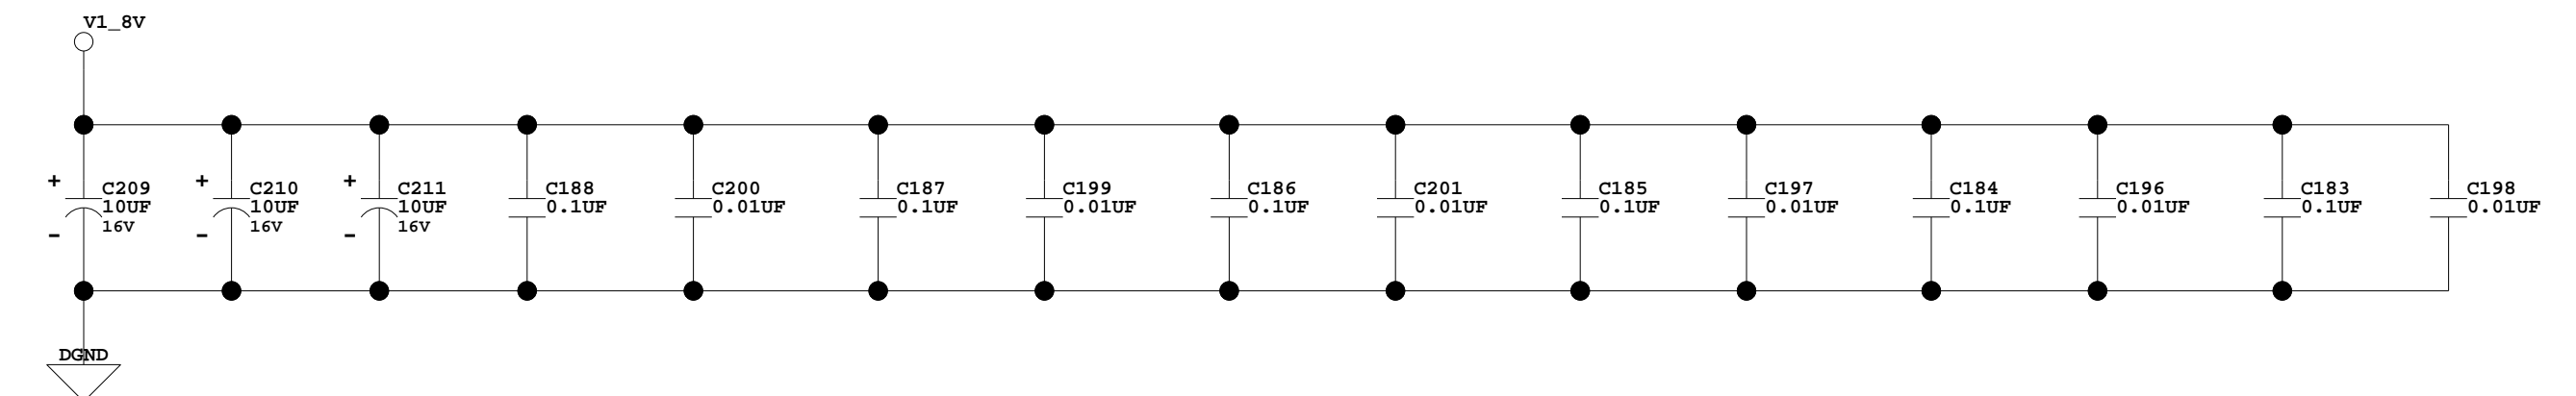 V1_8V
+
C209
10UF
16V
-
+
C210
10UF
16V
-
+
C211
10UF
16V
-
C188
0.1UF
C200
0.01UF
C187
0.1UF
C199
0.01UF
C186
0.1UF
C201
0.01UF
C185
0.1UF
C197
0.01UF
C184
0.1UF
C196
0.01UF
C183
0.1UF
C198
0.01UF
DGND